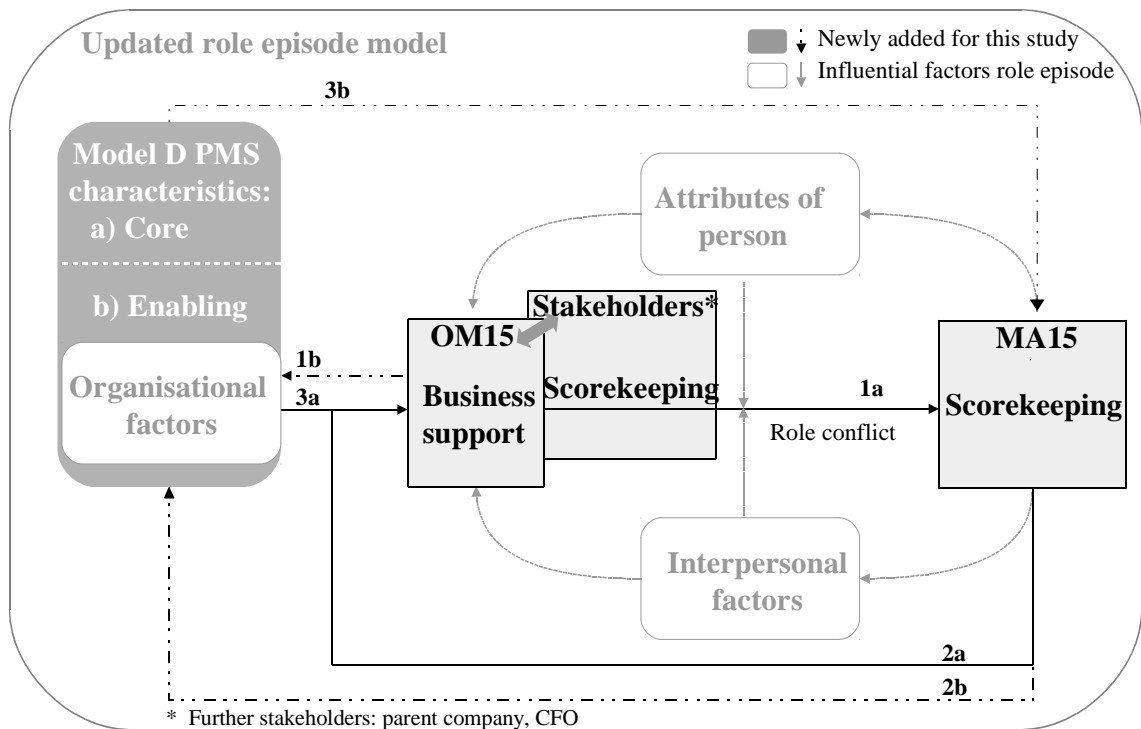 Updated role episode model
Newly added for this study
Influential factors role episode
3b
Model D PMS
characteristics:
a) Core
b) Enabling
Organisational
factors
Attributes of
person
Stakeholders*
Scorekeeping
OM15
Business
support
MA15
Scorekeeping
1b
3a
1a
Role conflict
Interpersonal
factors
2a
2b
* Further stakeholders: parent company, CFO